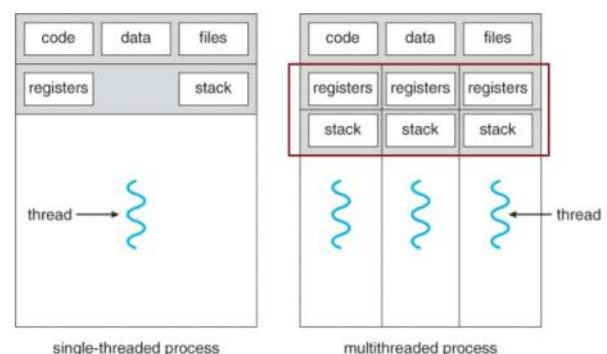 code data files
registers stack
thread
single-threaded process
code data files
registers registers registers
stack stack stack
thread
multithreaded process